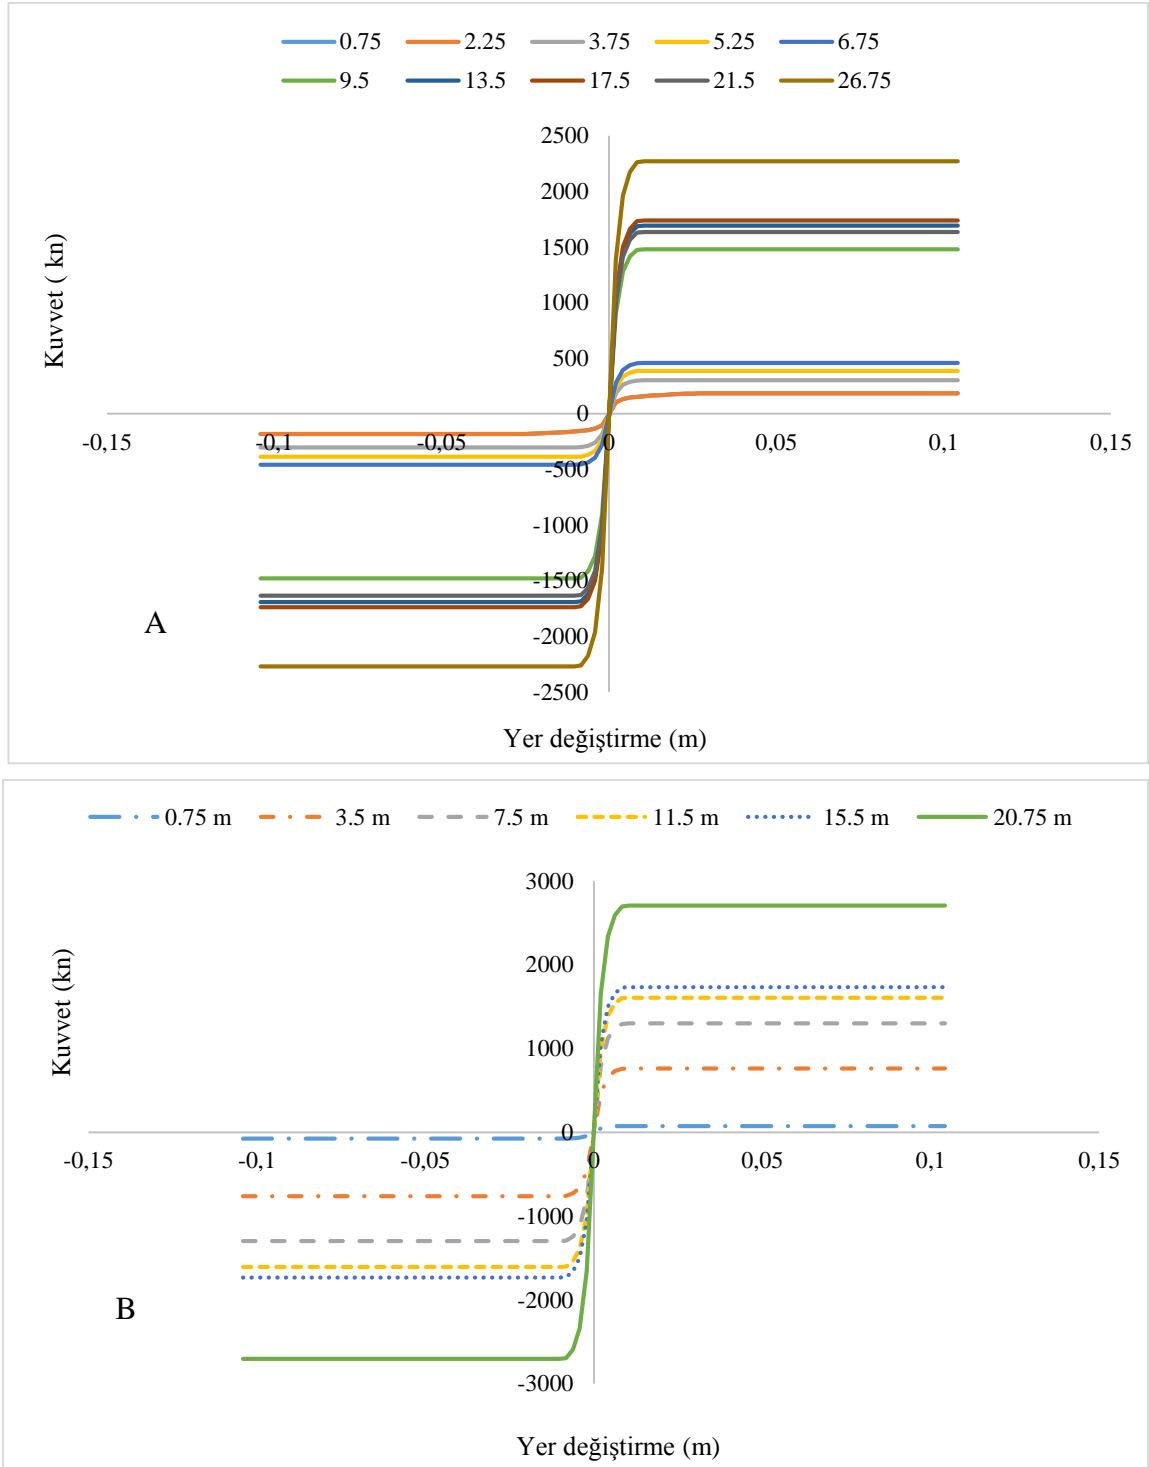 0.75 2.25 3.75 5.25 6.75
9.5 13.5 17.5 21.5 26.75
2500
2000
1500
1000
500
0
-0,15 -0,1 -0,05 0 0,05 0,1 0,15
-500
-1000
-1500
-2000
-2500
Kuvvet ( kn)
A
Yer değiştirme (m)
0.75 m 3.5 m 7.5 m 11.5 m 15.5 m 20.75 m
3000
2000
1000
0
-0,15 -0,1 -0,05 0 0,05 0,1 0,15
-1000
-2000
-3000
Kuvvet (kn)
B
Yer değiştirme (m)